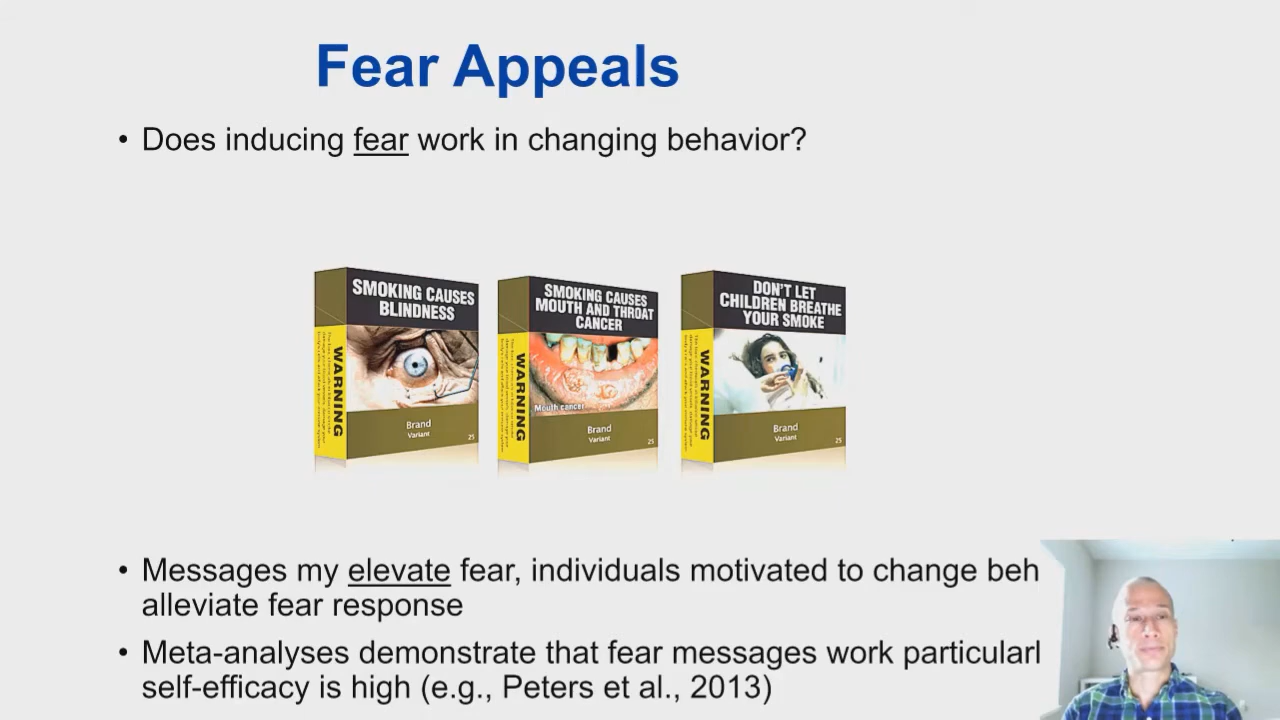 Fear Appeals
• Does inducing fear work in changing behavior?
SMOKING CAUSES
BLINDNESS
WARNING
Brand
Variant
25
SMOKING CAUSES
MOUTH AND THROAT
CANCER
WARNING
Mouth cancer
Brand
Variant
25
DON'T LET
CHILDREN BREATHE
YOUR SMOKE
WARNING
Brand
Variant
25
• Messages my elevate fear, individuals motivated to change beh
alleviate fear response
• Meta-analyses demonstrate that fear messages work particularl
self-efficacy is high (e.g., Peters et al., 2013)